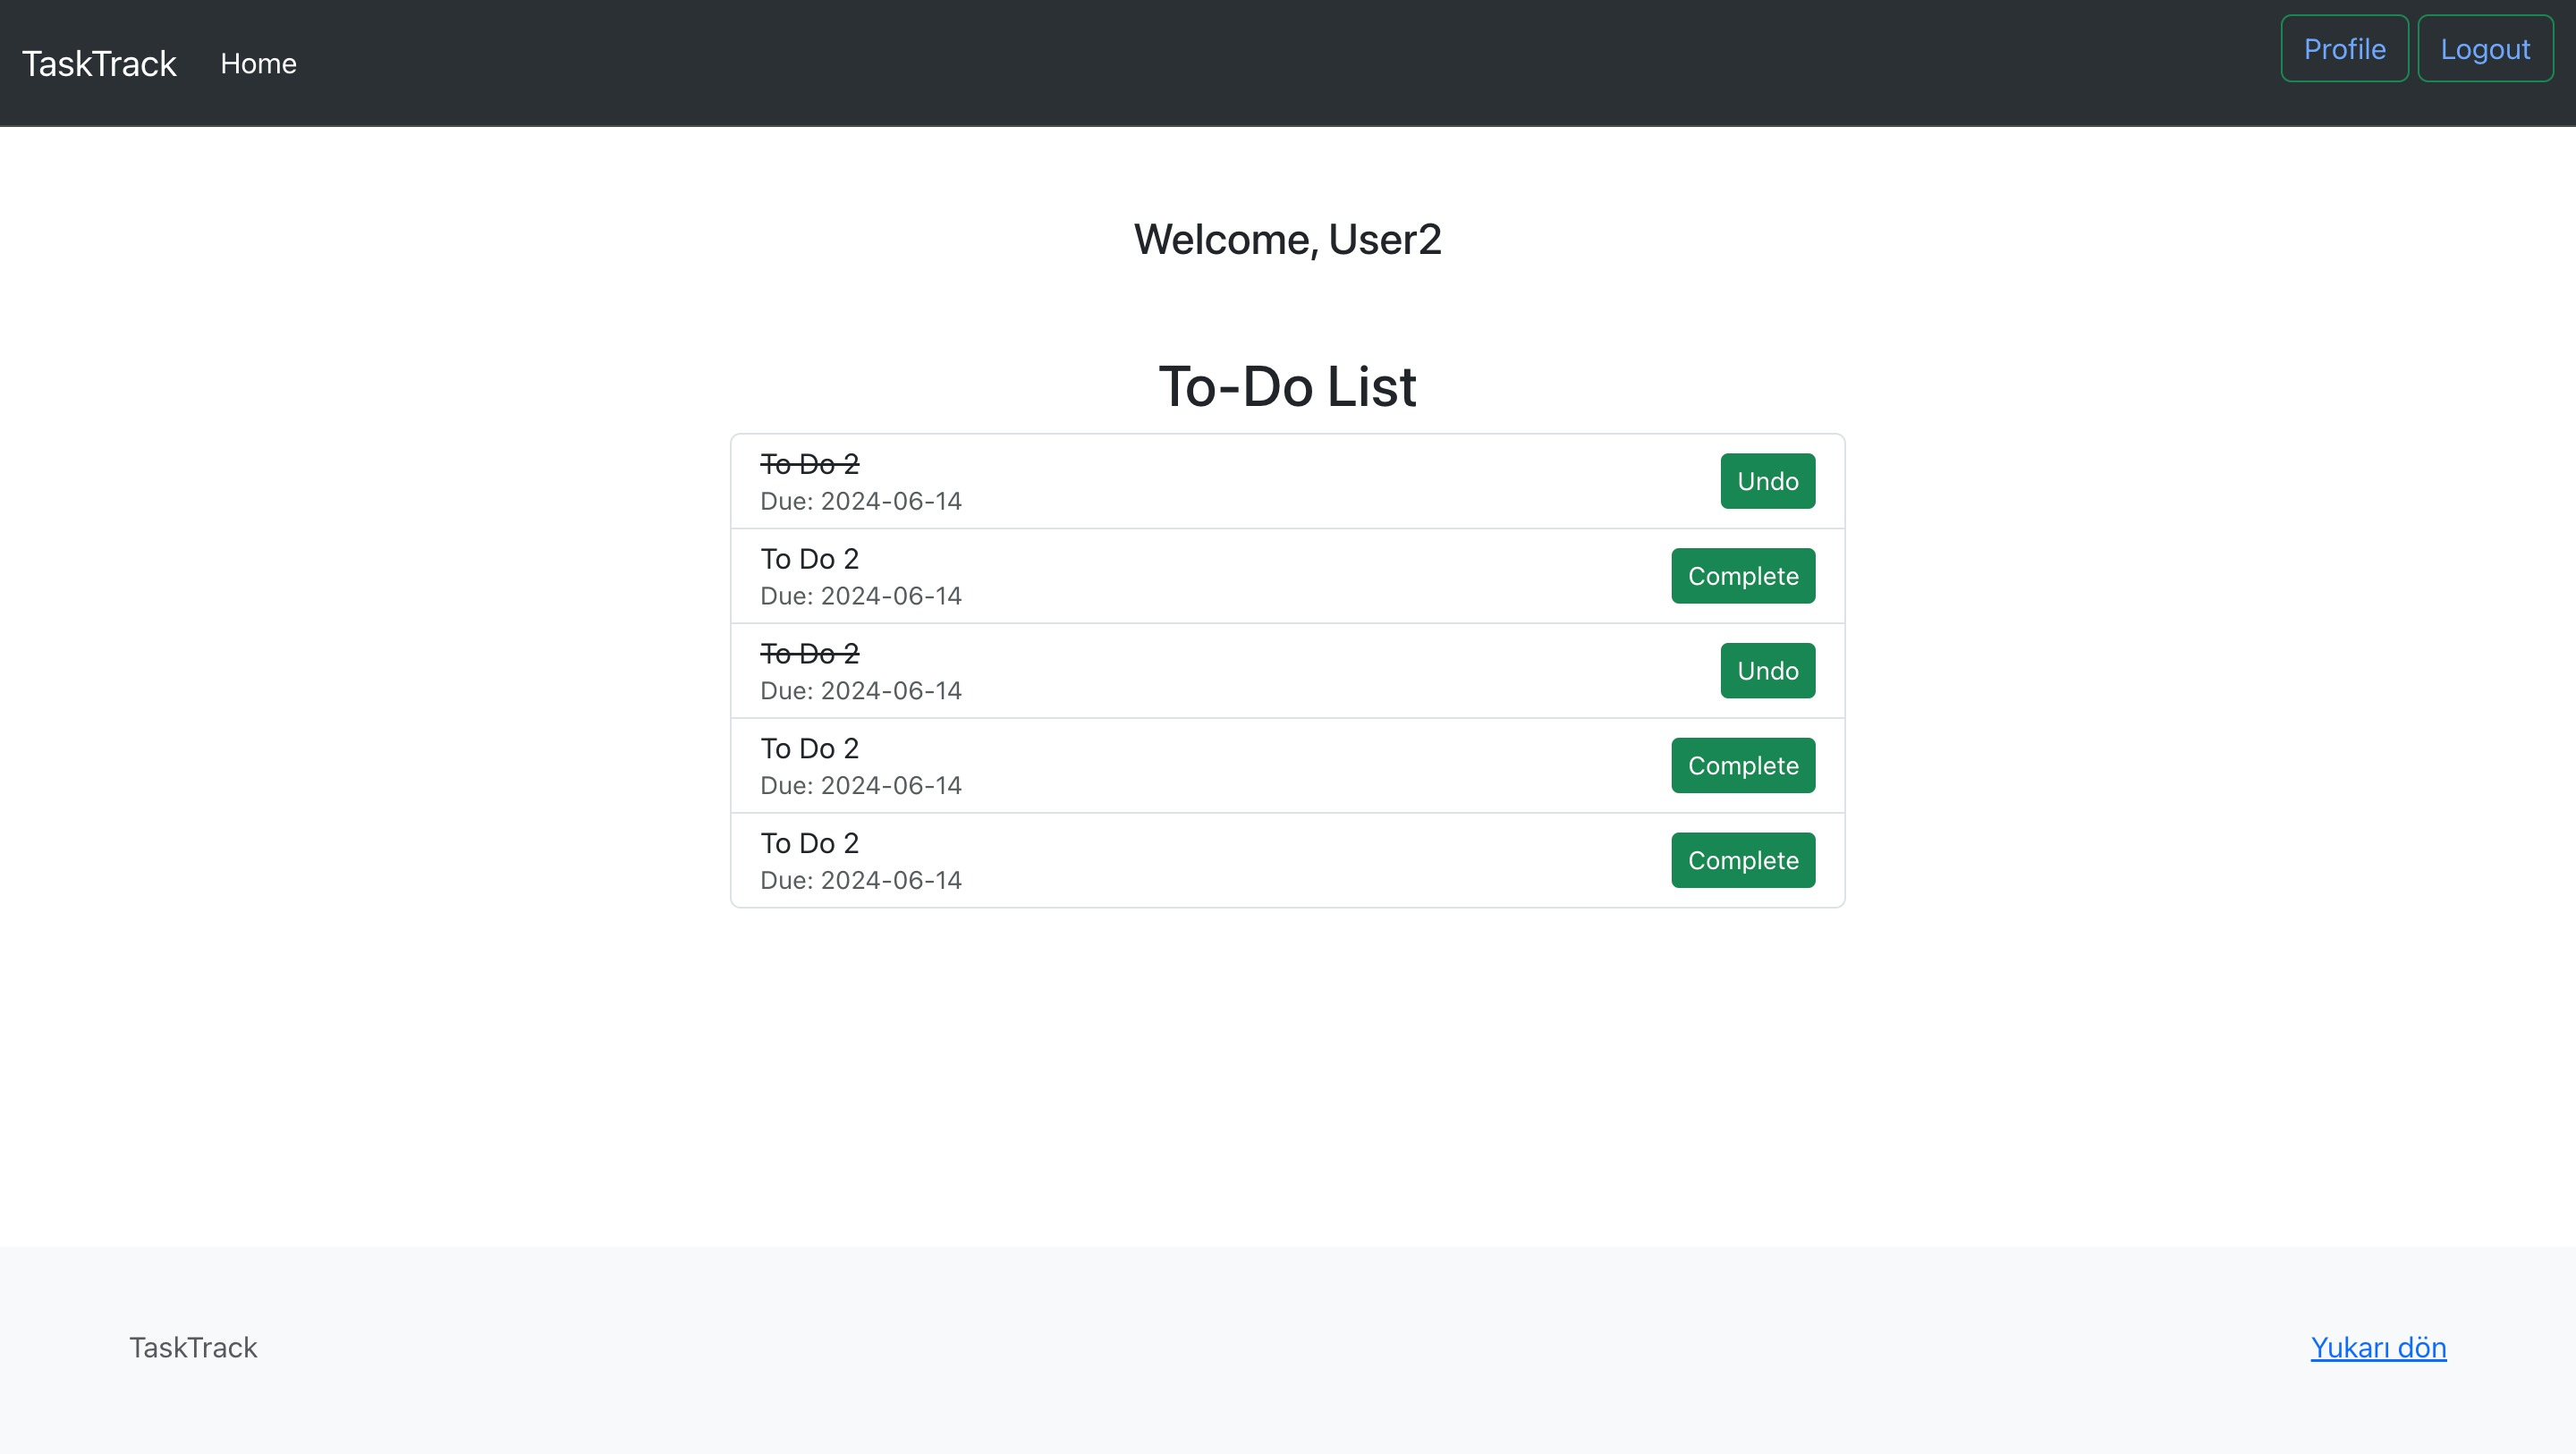 TaskTrack Home Profile Logout
Welcome, User2
To-Do List
To Do 2
Due: 2024-06-14
Undo
To Do 2
Due: 2024-06-14
Complete
To Do 2
Due: 2024-06-14
Undo
To Do 2
Due: 2024-06-14
Complete
To Do 2
Due: 2024-06-14
Complete
TaskTrack Yukarı dön